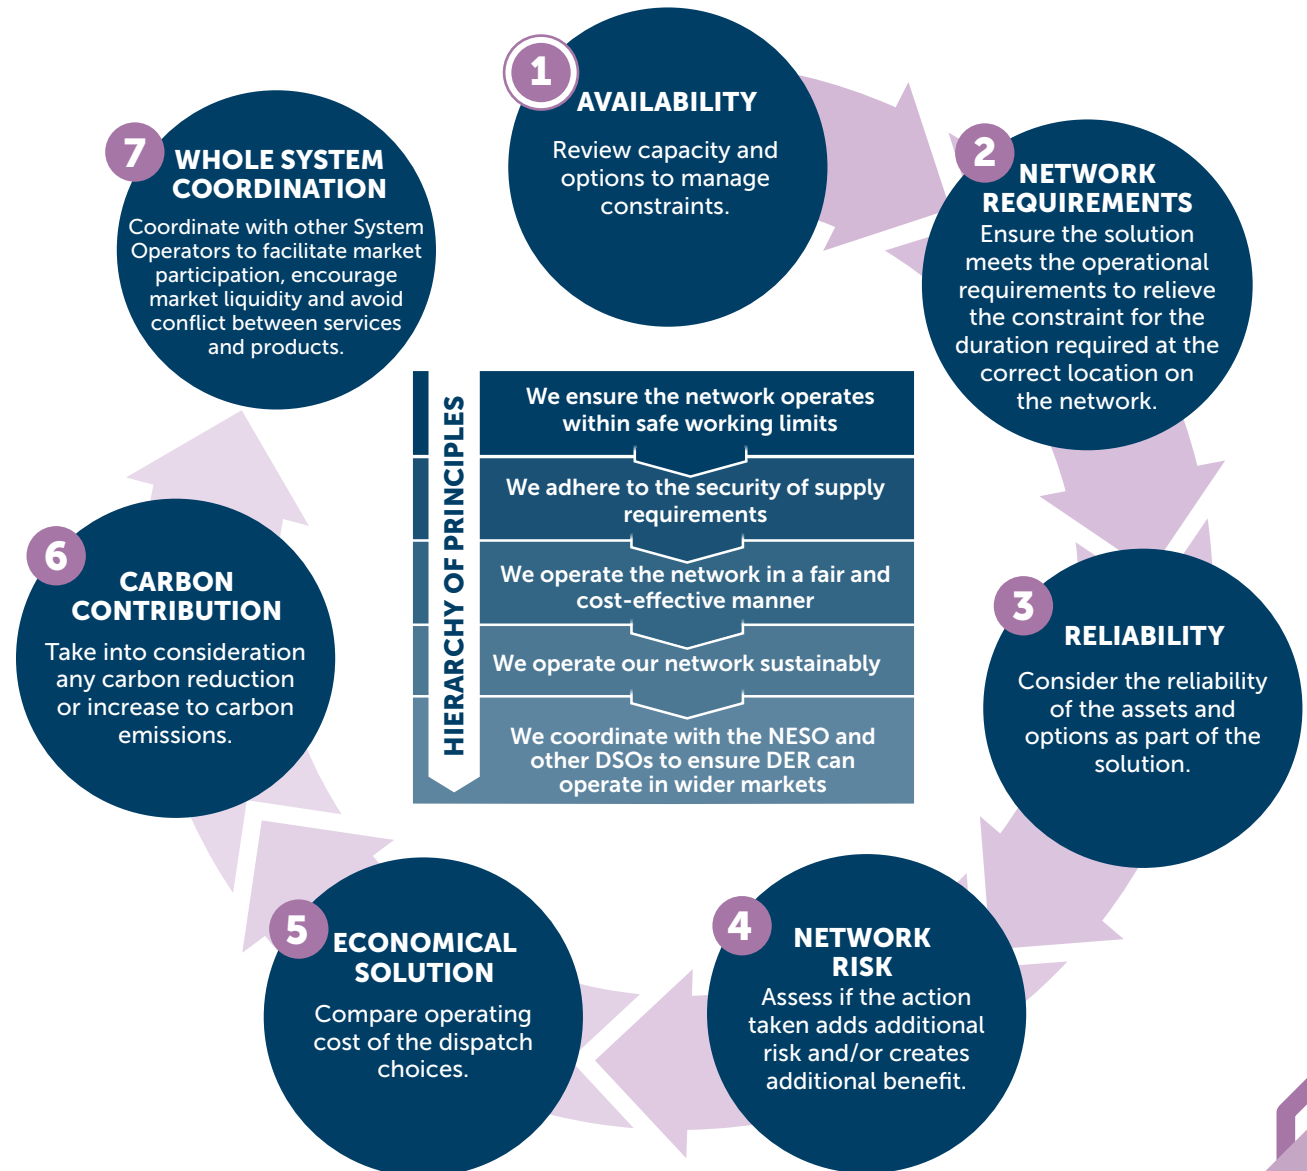 1
AVAILABILITY
Review capacity and
options to manage
constraints.
2
NETWORK
REQUIREMENTS
Ensure the solution
meets the operational
requirements to relieve
the constraint for the
duration required at the
correct location on
the network.
3
RELIABILITY
Consider the reliability
of the assets and
options as part of the
solution.
4
NETWORK
RISK
Assess if the action
taken adds additional
risk and/or creates
additional benefit.
5
ECONOMICAL
SOLUTION
Compare operating
cost of the dispatch
choices.
6
CARBON
CONTRIBUTION
Take into consideration
any carbon reduction
or increase to carbon
emissions.
7
WHOLE SYSTEM
COORDINATION
Coordinate with other System
Operators to facilitate market
participation, encourage
market liquidity and avoid
conflict between services
and products.
HIERARCHY OF PRINCIPLES
We ensure the network operates
within safe working limits
We adhere to the security of supply
requirements
We operate the network in a fair and
cost-effective manner
We operate our network sustainably
We coordinate with the NESO and
other DSOs to ensure DER can
operate in wider markets